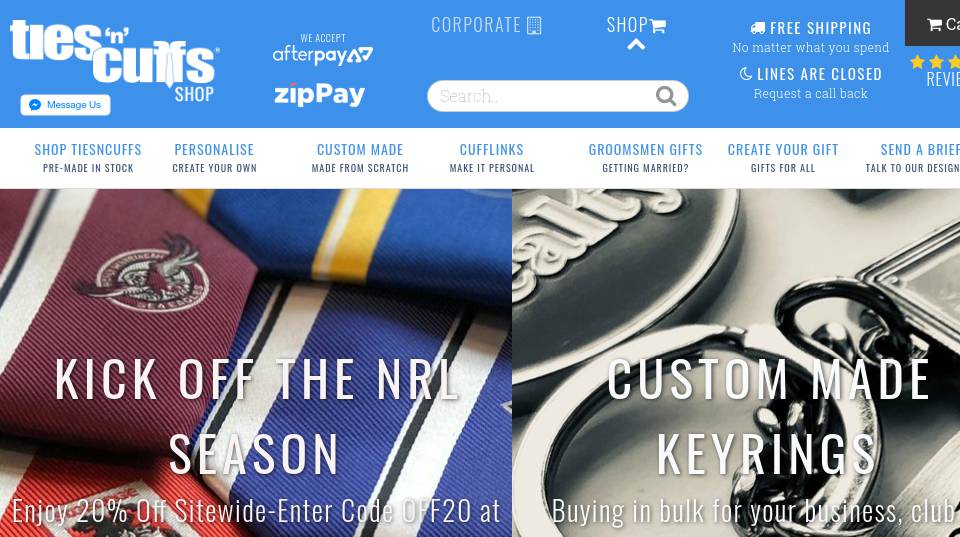 ties 'n' cuffs
SHOP
Message Us
WE ACCEPT
afterpay
zipPay
CORPORATE
SHOP
Search..
FREE SHIPPING
No matter what you spend
LINES ARE CLOSED
Request a call back
SHOP TIESNCUFFS
PRE-MADE IN STOCK
PERSONALISE
CREATE YOUR OWN
CUSTOM MADE
MADE FROM SCRATCH
CUFFLINKS
MAKE IT PERSONAL
GROOMSMEN GIFTS
GETTING MARRIED?
CREATE YOUR GIFT
GIFTS FOR ALL
SEND A BRIEF
TALK TO OUR DESIGN
SEA EAGLES
KICK OFF THE NRL
SEASON
Enjoy 20% Off Sitewide-Enter Code OFF20 at
CUSTOM MADE
KEYRINGS
Buying in bulk for your business, club